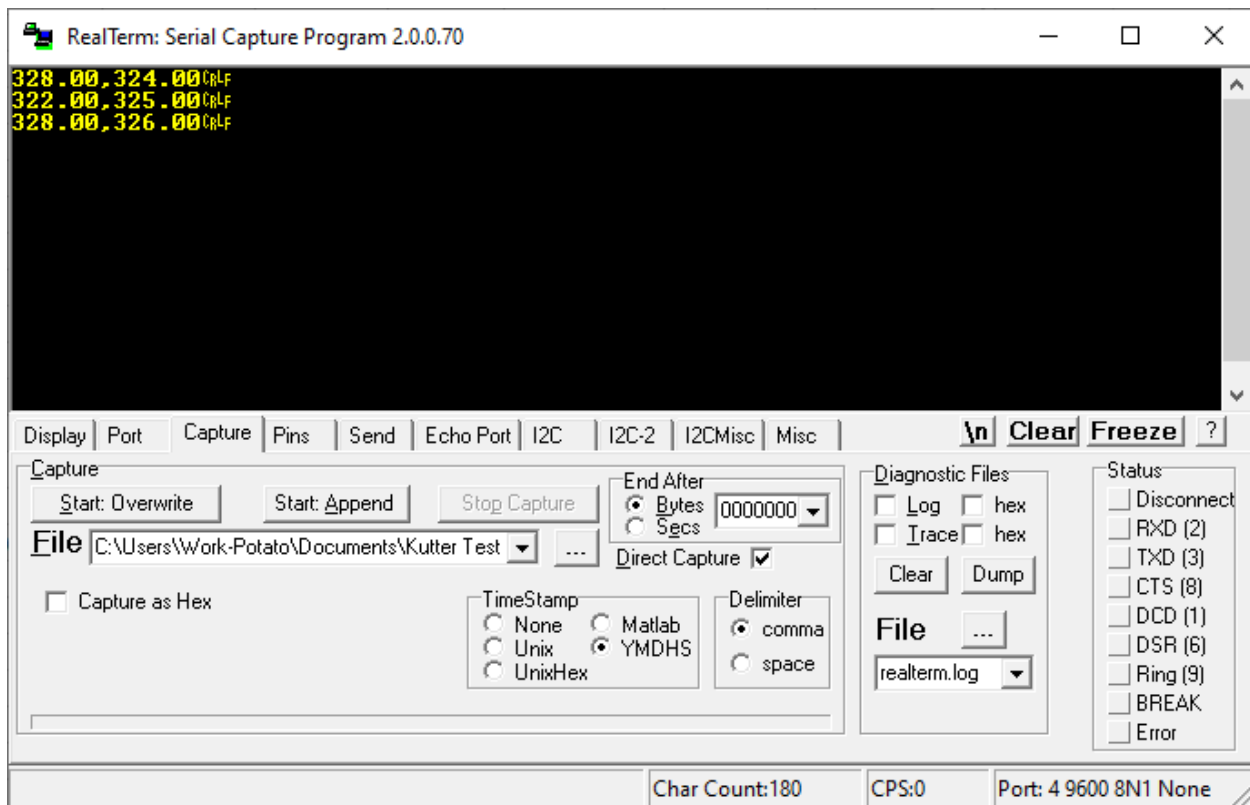 RealTerm: Serial Capture Program 2.0.0.70
328.00,324.00CRLF
322.00,325.00CRLF
328.00,326.00CRLF
Display Port Capture Pins Send Echo Port I2C I2C-2 I2CMisc Misc \n Clear Freeze ?
Capture
Start: Overwrite Start: Append Stop Capture
End After
Bytes 0000000
Secs
File C:\Users\Work-Potato\Documents\Kutter Test ...
Direct Capture
Capture as Hex
TimeStamp
None Matlab
Unix YMDHS
UnixHex
Delimiter
comma
space
Diagnostic Files
Log hex
Trace hex
Clear Dump
File ...
realterm.log
Status
Disconnect
RXD (2)
TXD (3)
CTS (8)
DCD (1)
DSR (6)
Ring (9)
BREAK
Error
Char Count:180 CPS:0 Port: 4 9600 8N1 None